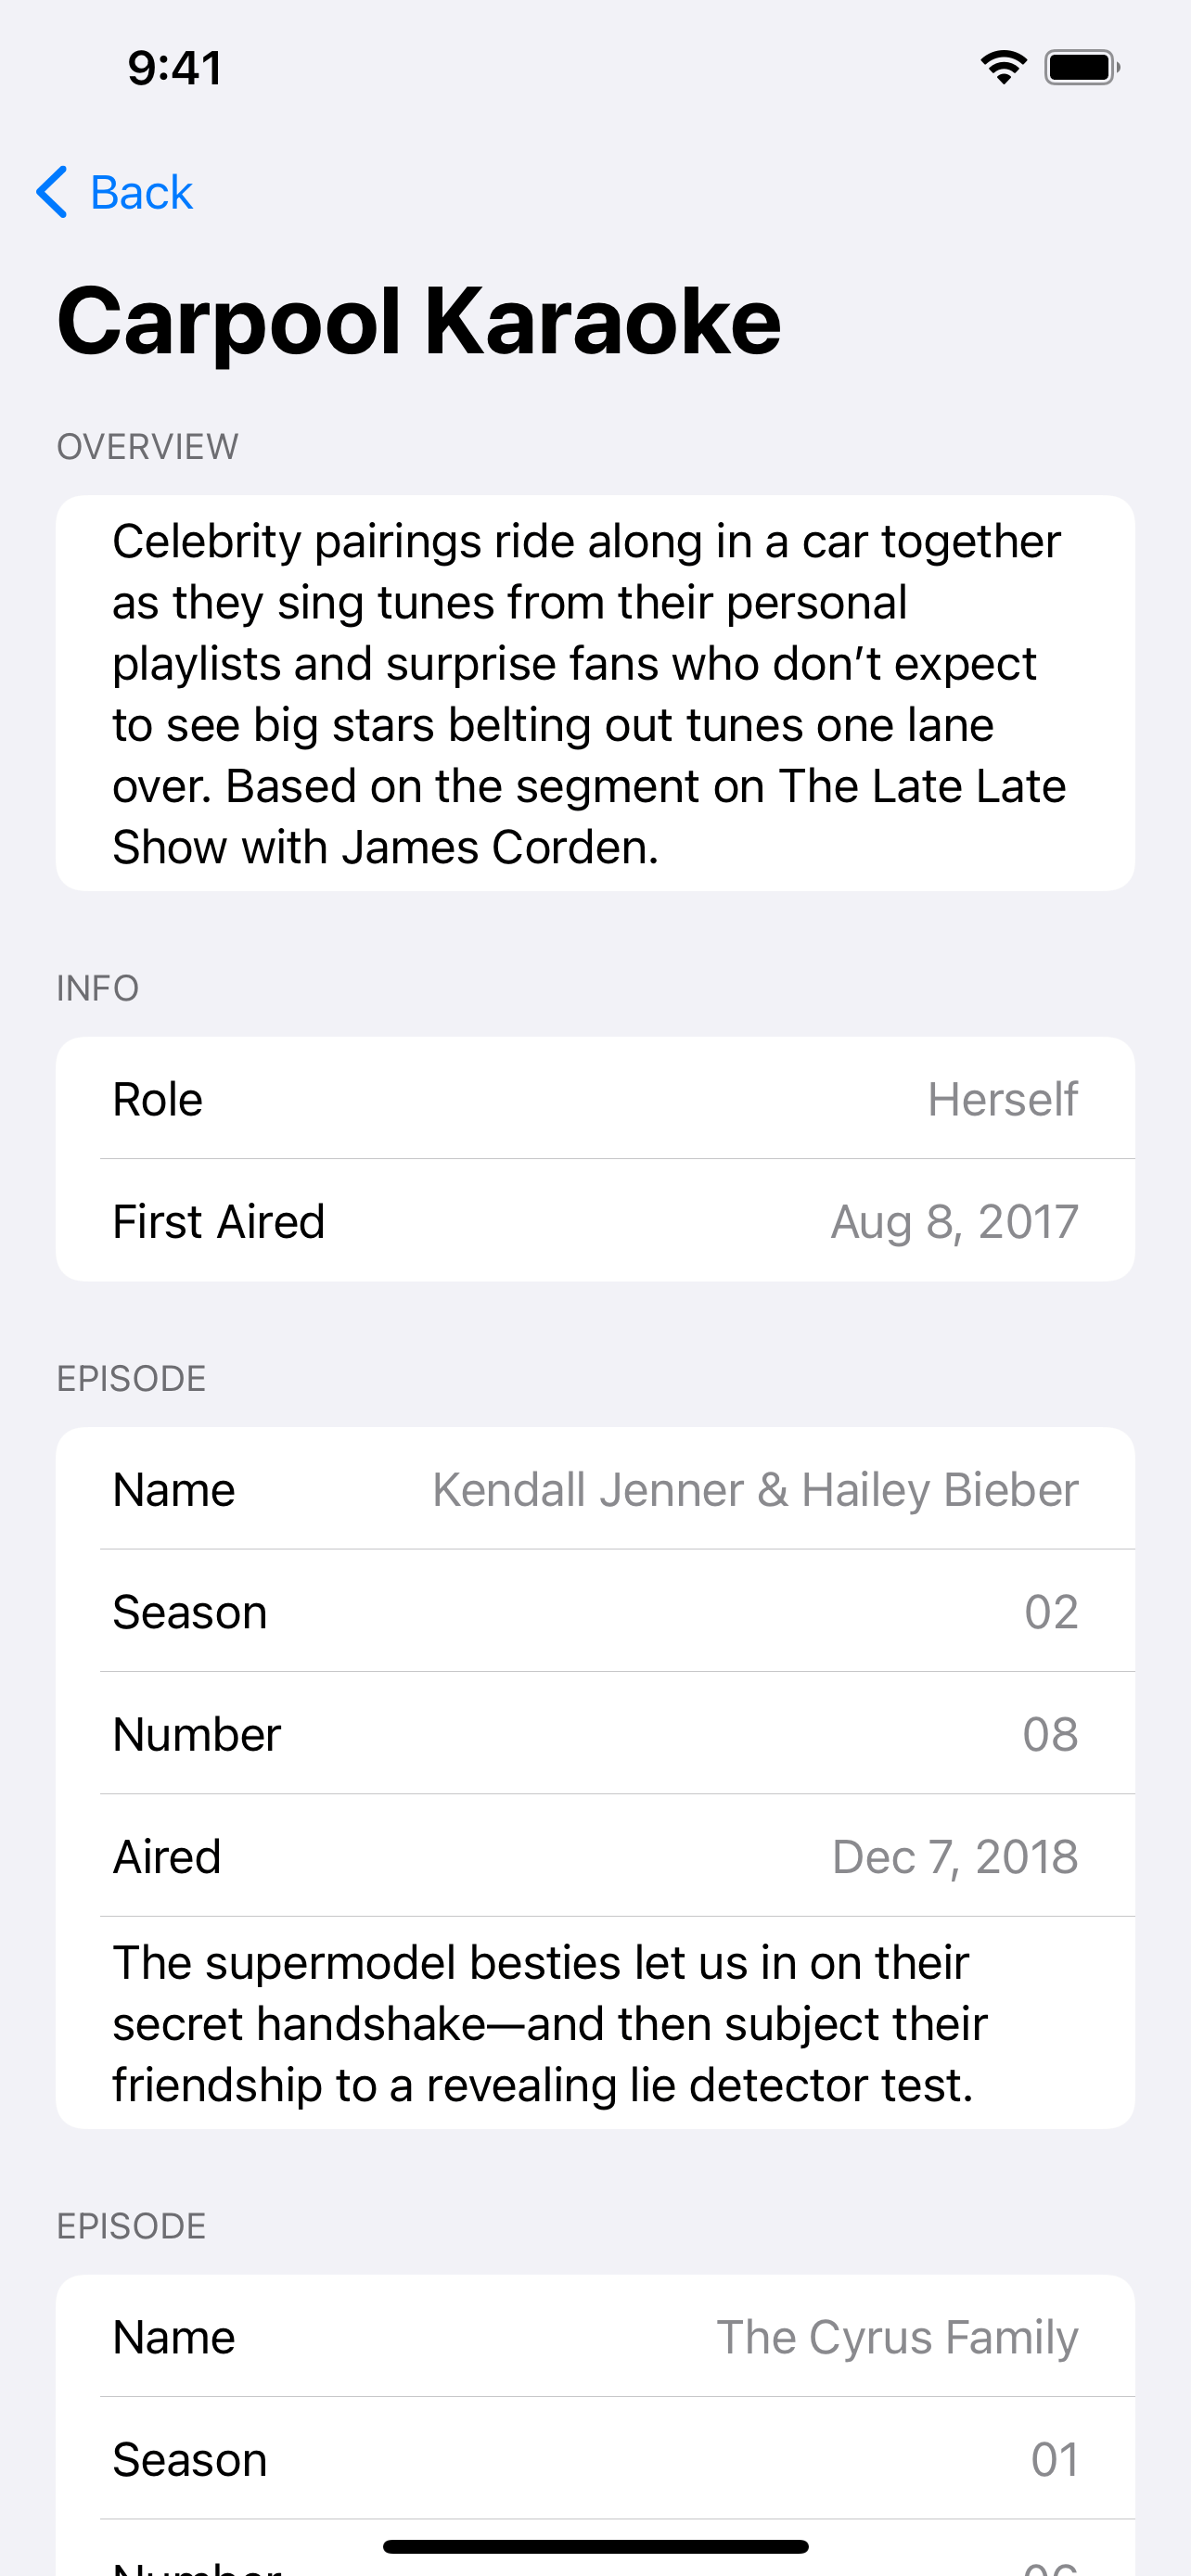 9:41
Back
Carpool Karaoke
OVERVIEW
Celebrity pairings ride along in a car together
as they sing tunes from their personal
playlists and surprise fans who don’t expect
to see big stars belting out tunes one lane
over. Based on the segment on The Late Late
Show with James Corden.
INFO
Role Herself
First Aired Aug 8, 2017
EPISODE
Name Kendall Jenner & Hailey Bieber
Season 02
Number 08
Aired Dec 7, 2018
The supermodel besties let us in on their
secret handshake—and then subject their
friendship to a revealing lie detector test.
EPISODE
Name The Cyrus Family
Season 01
Number